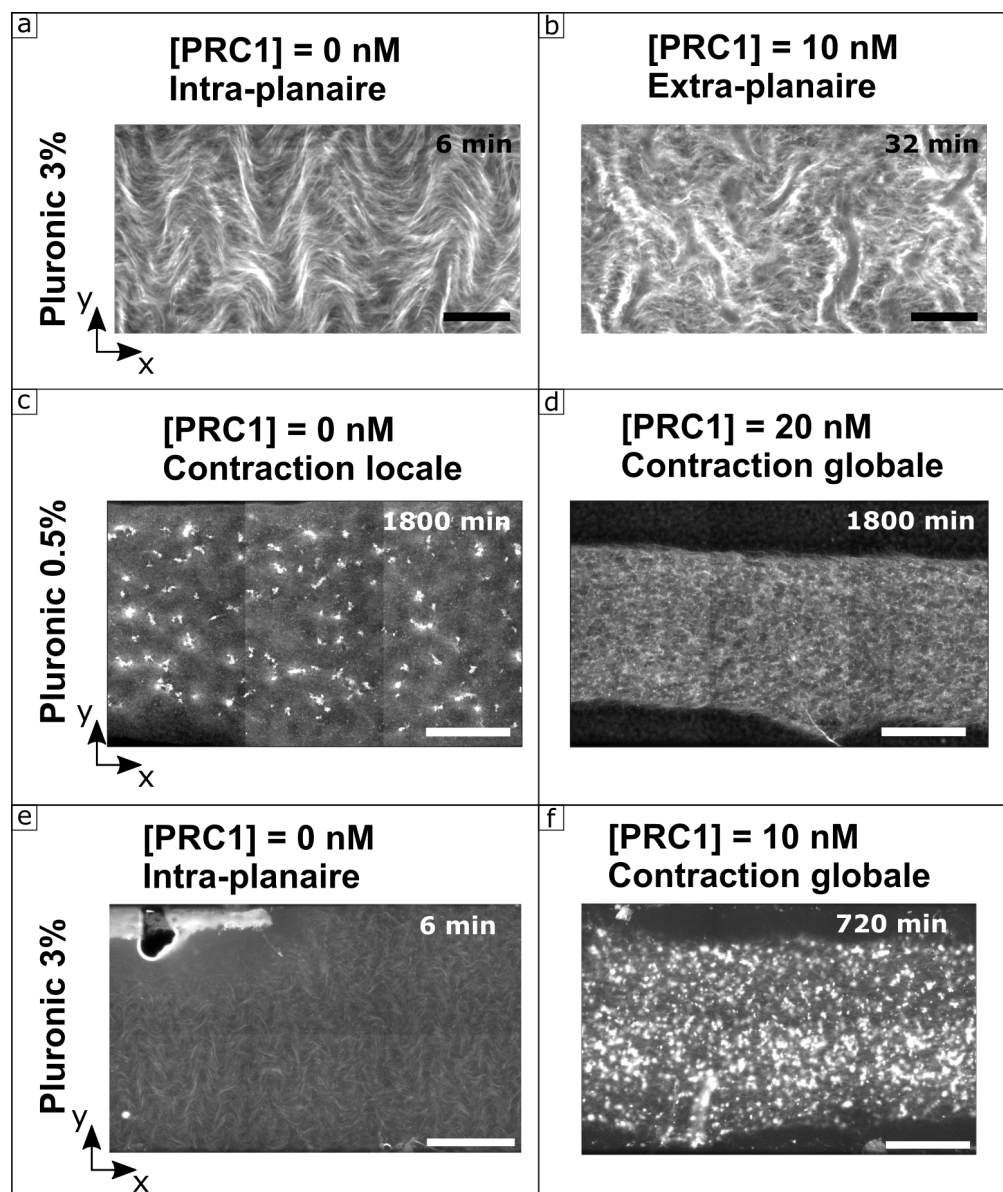 a
[PRC1] = 0 nM
Intra-planaire
Pluronic 3%
6 min
y
x
b
[PRC1] = 10 nM
Extra-planaire
32 min
c
[PRC1] = 0 nM
Contraction locale
Pluronic 0.5%
1800 min
y
x
d
[PRC1] = 20 nM
Contraction globale
1800 min
e
[PRC1] = 0 nM
Intra-planaire
Pluronic 3%
6 min
y
x
f
[PRC1] = 10 nM
Contraction globale
720 min